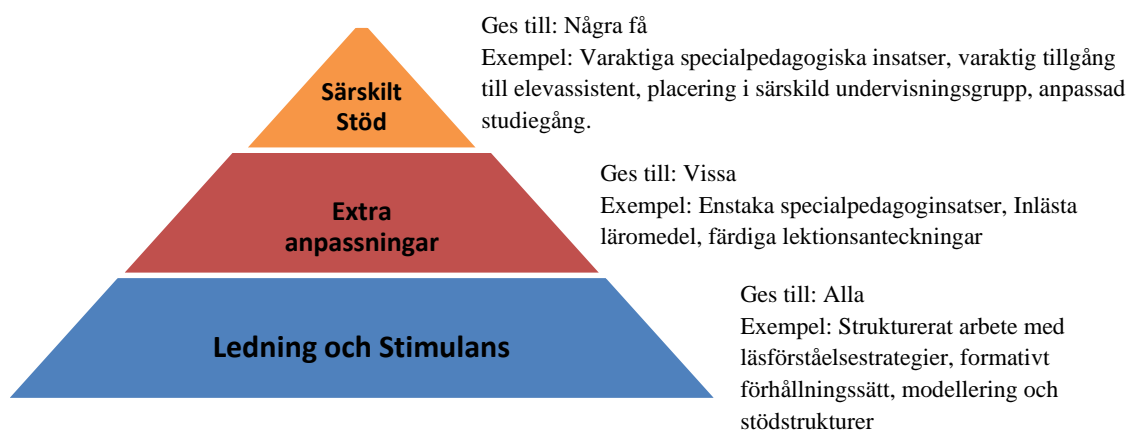 Ges till: Några få
Exempel: Varaktiga specialpedagogiska insatser, varaktig tillgång
till elevassistent, placering i särskild undervisningsgrupp, anpassad
studiegång.
Särskilt
Stöd
Ges till: Vissa
Exempel: Enstaka specialpedagoginsatser, Inlästa
läromedel, färdiga lektionsanteckningar
Extra
anpassningar
Ges till: Alla
Exempel: Strukturerat arbete med
läsförståelsestrategier, formativt
förhållningssätt, modellering och
stödstrukturer
Ledning och Stimulans